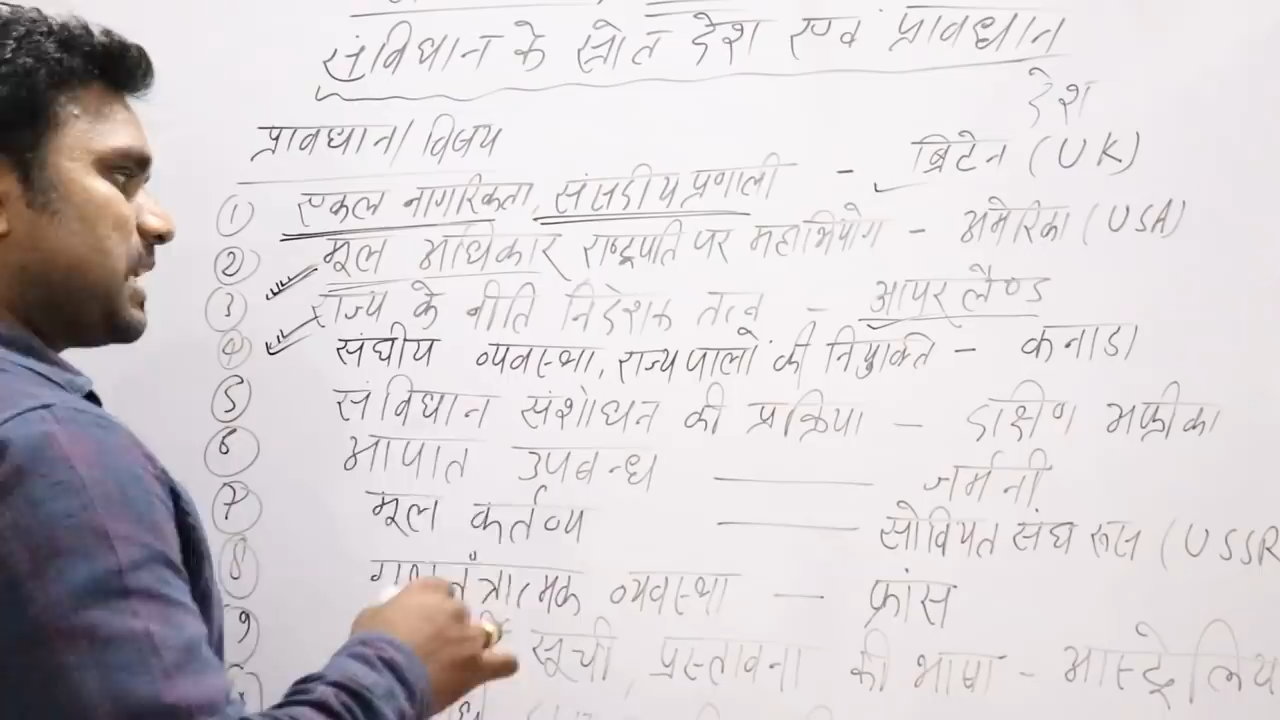 संविधान के स्रोत देश एवं प्रावधान
देश
प्रावधान/विषय
① एकल नागरिकता, संसदीय प्रणाली - ब्रिटेन (UK)
② मूल अधिकार राष्ट्रपति पर महाभियोग - अमेरिका (USA)
③ राज्य के नीति निदेशक तत्व - आयरलैण्ड
④ संघीय व्यवस्था, राज्यपालों की नियुक्ति - कनाडा
⑤ संविधान संशोधन की प्रक्रिया - दक्षिण अफ्रीका
⑥ आपात उपबन्ध — जर्मनी
⑦ मूल कर्तव्य — सोवियत संघ रूस (USSR
⑧ गणतंत्रात्मक व्यवस्था — फ्रांस
⑨ सूची, प्रस्तावना की भाषा - आस्ट्रेलिय